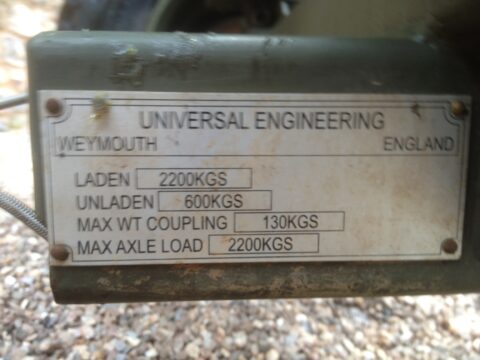 UNIVERSAL ENGINEERING
WEYMOUTH ENGLAND
LADEN 2200KGS
UNLADEN 600KGS
MAX WT COUPLING 130KGS
MAX AXLE LOAD 2200KGS